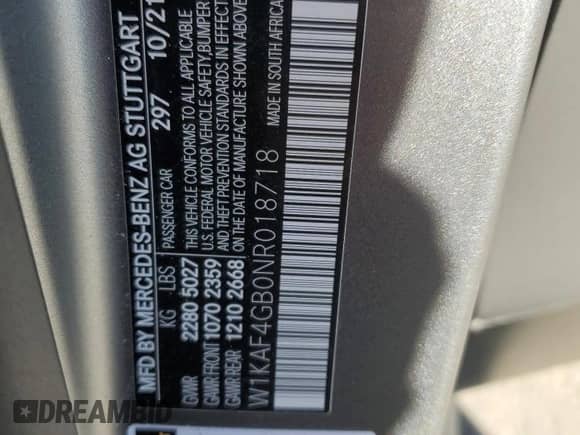 MFD BY MERCEDES-BENZ AG STUTTGART
PASSENGER CAR 297 10/21
KG LBS
GVWR 2280 5027
GAWR FRONT 1070 2359
GAWR REAR 1210 2668
THIS VEHICLE CONFORMS TO ALL APPLICABLE
U.S. FEDERAL MOTOR VEHICLE SAFETY, BUMPER
AND THEFT PREVENTION STANDARDS IN EFFECT
ON THE DATE OF MANUFACTURE SHOWN ABOVE
MADE IN SOUTH AFRICA
W1KAF4GB0NR018718
DREAMBID